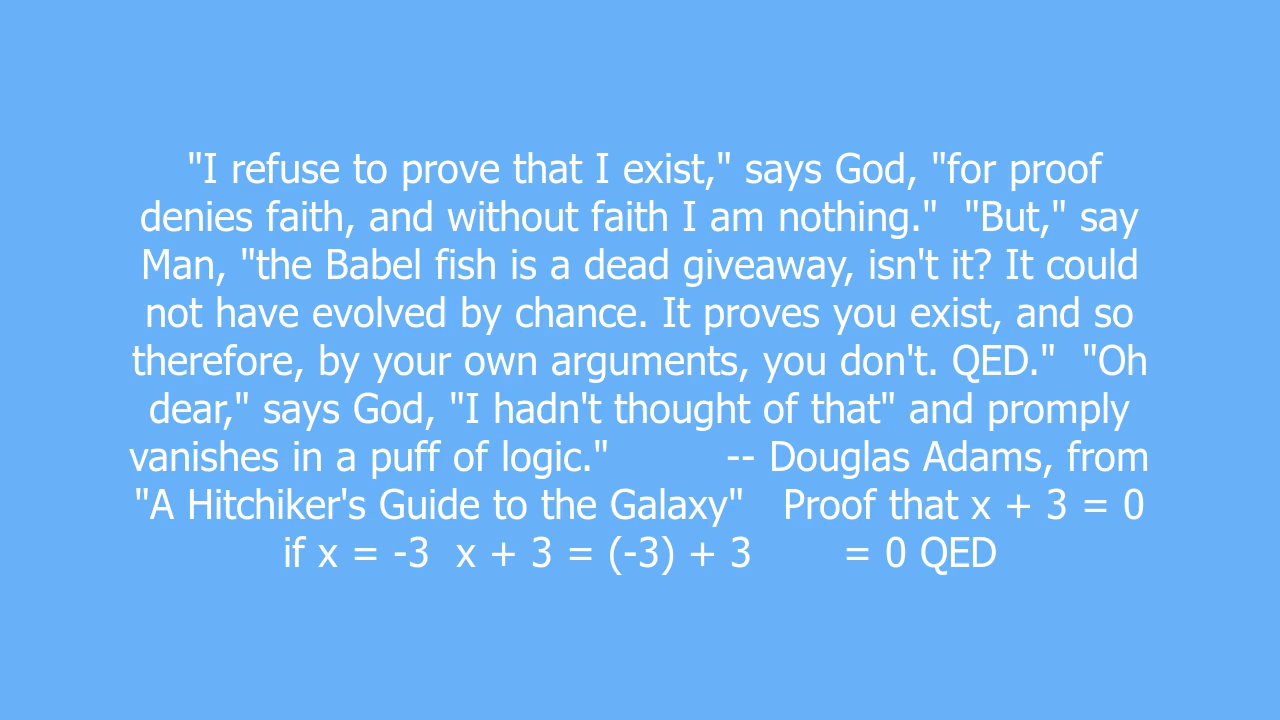 "I refuse to prove that I exist," says God, "for proof
denies faith, and without faith I am nothing."  "But," say
Man, "the Babel fish is a dead giveaway, isn't it? It could
not have evolved by chance. It proves you exist, and so
therefore, by your own arguments, you don't. QED."  "Oh
dear," says God, "I hadn't thought of that" and promply
vanishes in a puff of logic."         -- Douglas Adams, from
"A Hitchiker's Guide to the Galaxy"   Proof that x + 3 = 0
if x = -3  x + 3 = (-3) + 3       = 0 QED